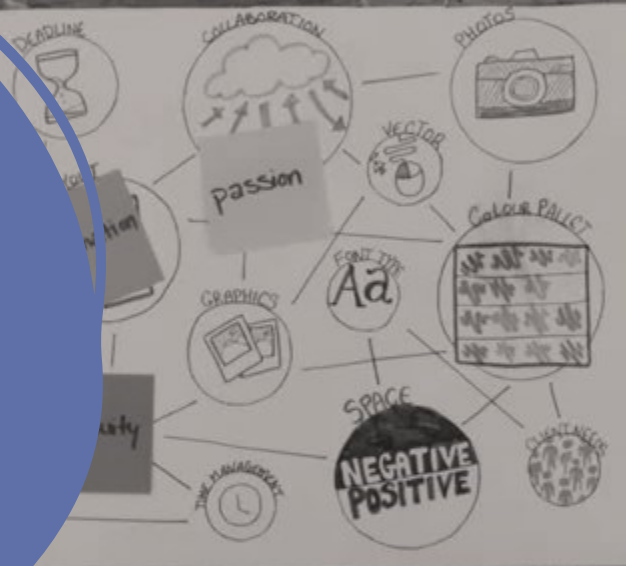 DEADLINE
COLLABORATION
PHOTOS
VECTOR
passion
COLOUR PALLET
FONT TYPE
Aa
GRAPHICS
SPACE
NEGATIVE
POSITIVE
CLIENT NEEDS
TIME MANAGEMENT